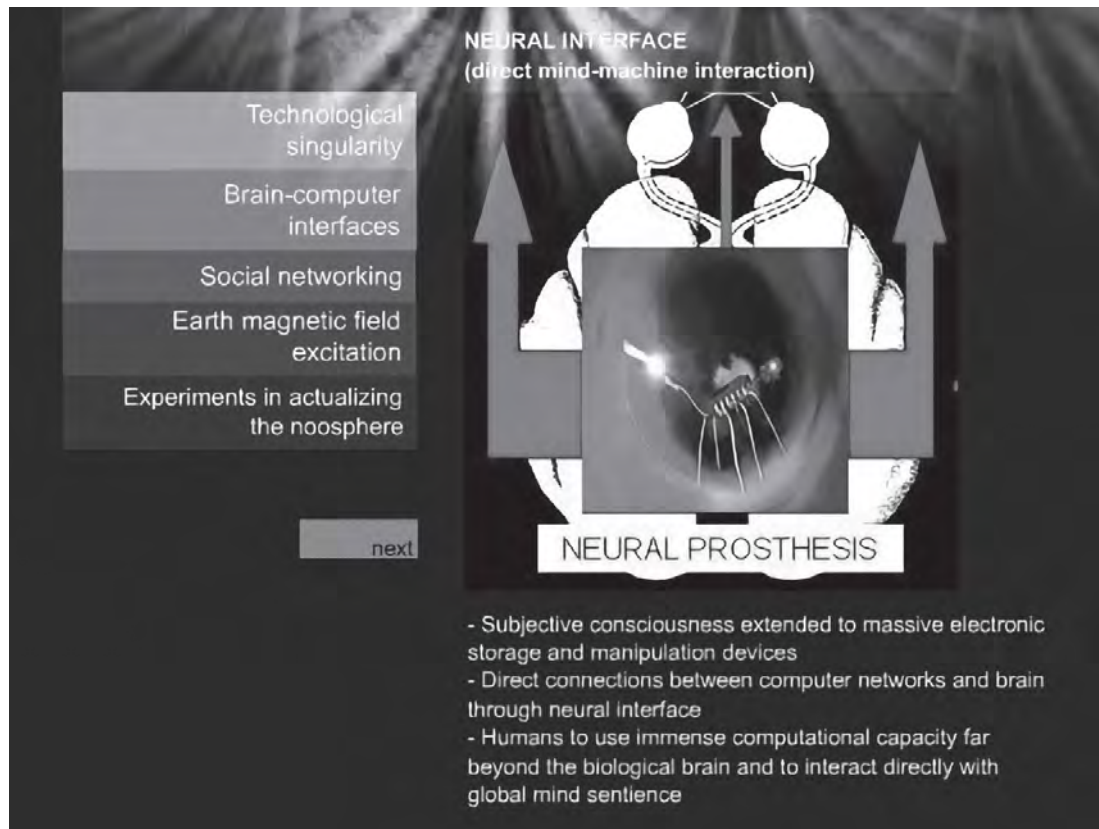 NEURAL INTERFACE
(direct mind-machine interaction)
Technological
singularity
Brain-computer
interfaces
Social networking
Earth magnetic field
excitation
Experiments in actualizing
the noosphere
next
NEURAL PROSTHESIS
- Subjective consciousness extended to massive electronic
storage and manipulation devices
- Direct connections between computer networks and brain
through neural interface
- Humans to use immense computational capacity far
beyond the biological brain and to interact directly with
global mind sentience